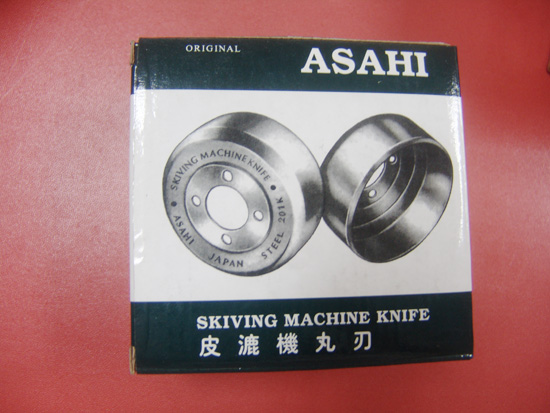 ORIGINAL
ASAHI
SKIVING MACHINE KNIFE
ASAHI JAPAN STEEL 201K
SKIVING MACHINE KNIFE
皮漉機丸刃